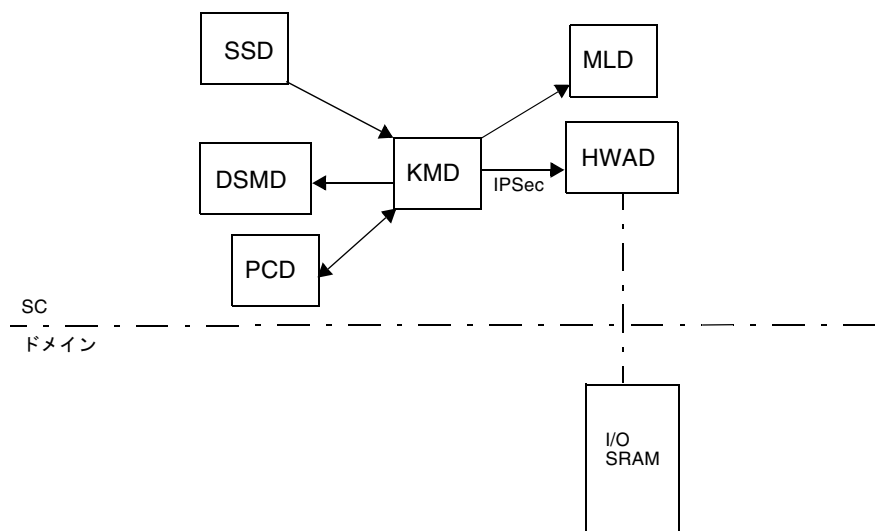 SSD
MLD
DSMD
KMD
IPSec
HWAD
PCD
SC
ドメイン
I/O
SRAM